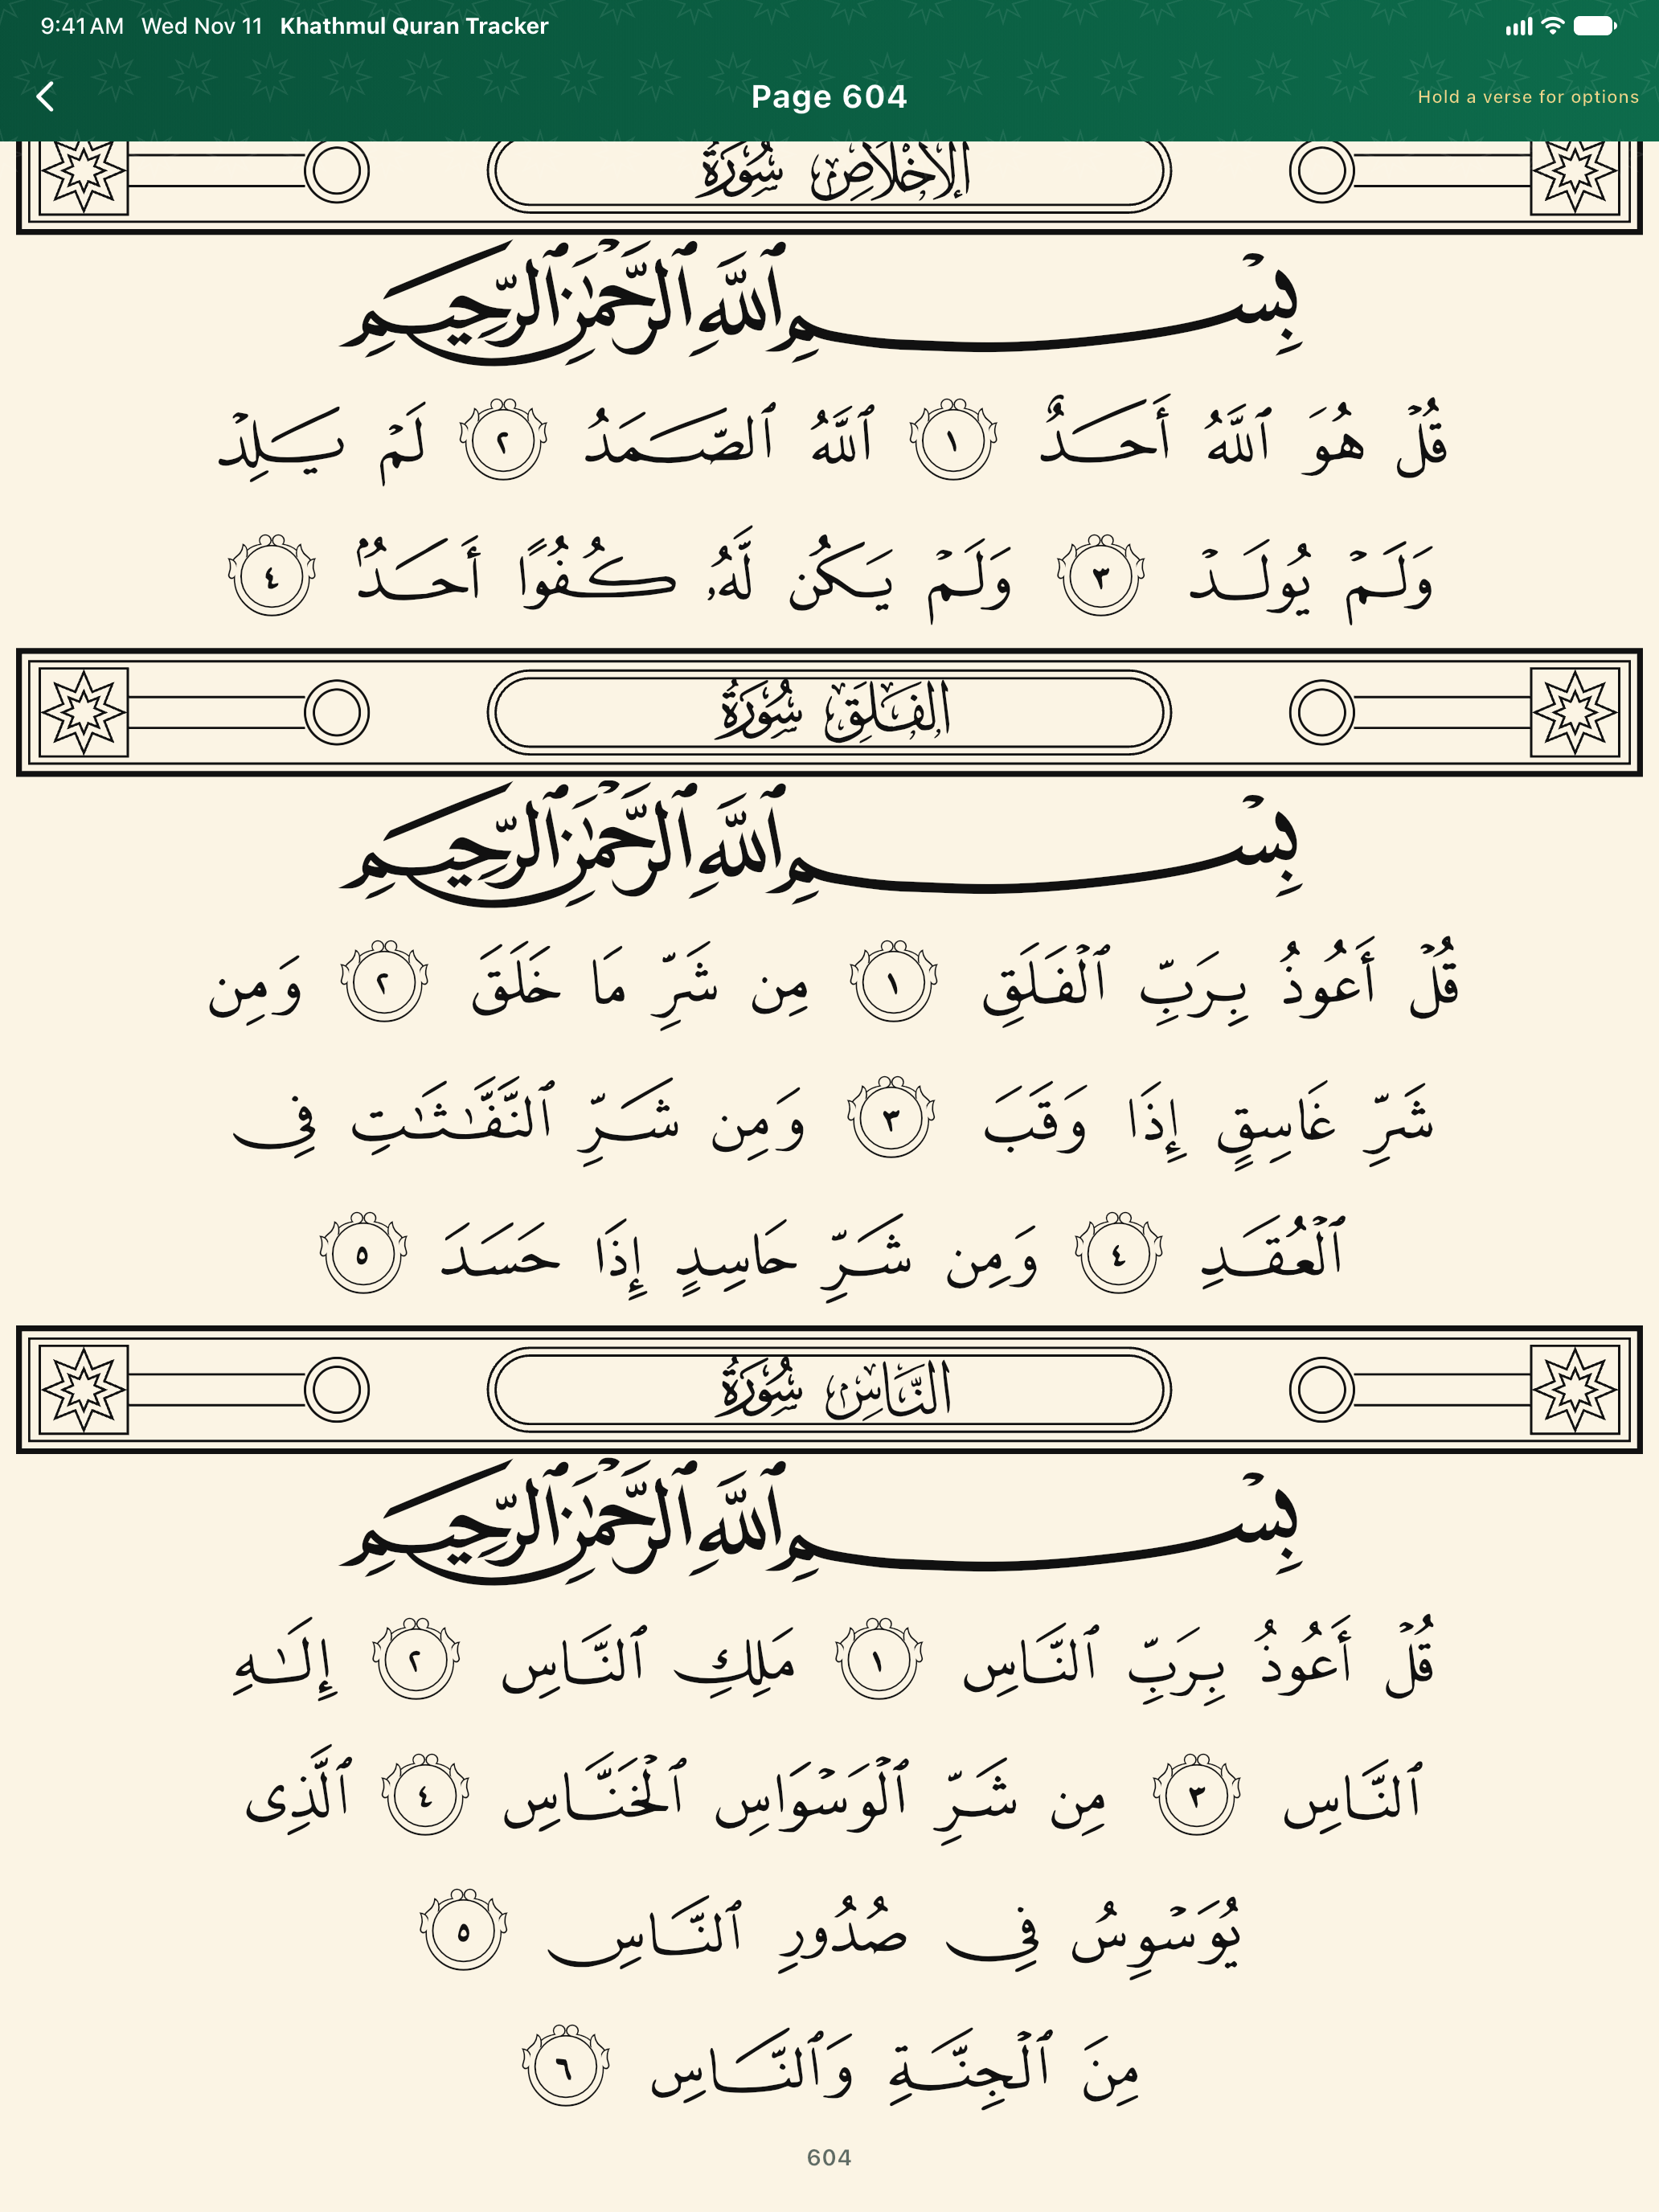 9:41 AM Wed Nov 11 Khathmul Quran Tracker
Page 604
Hold a verse for options
سُورَةُ الإِخْلَاصِ
بِسْمِ ٱللَّهِ ٱلرَّحْمَٰنِ ٱلرَّحِيمِ
قُلْ هُوَ ٱللَّهُ أَحَدٌ ١ ٱللَّهُ ٱلصَّمَدُ ٢ لَمْ يَلِدْ
وَلَمْ يُولَدْ ٣ وَلَمْ يَكُن لَّهُۥ كُفُوًا أَحَدٌۢ ٤
سُورَةُ الفَلَقِ
بِسْمِ ٱللَّهِ ٱلرَّحْمَٰنِ ٱلرَّحِيمِ
قُلْ أَعُوذُ بِرَبِّ ٱلْفَلَقِ ١ مِن شَرِّ مَا خَلَقَ ٢ وَمِن
شَرِّ غَاسِقٍ إِذَا وَقَبَ ٣ وَمِن شَرِّ ٱلنَّفَّٰثَٰتِ فِى
ٱلْعُقَدِ ٤ وَمِن شَرِّ حَاسِدٍ إِذَا حَسَدَ ٥
سُورَةُ النَّاسِ
بِسْمِ ٱللَّهِ ٱلرَّحْمَٰنِ ٱلرَّحِيمِ
قُلْ أَعُوذُ بِرَبِّ ٱلنَّاسِ ١ مَلِكِ ٱلنَّاسِ ٢ إِلَٰهِ
ٱلنَّاسِ ٣ مِن شَرِّ ٱلْوَسْوَاسِ ٱلْخَنَّاسِ ٤ ٱلَّذِى
يُوَسْوِسُ فِى صُدُورِ ٱلنَّاسِ ٥
مِنَ ٱلْجِنَّةِ وَٱلنَّاسِ ٦
604